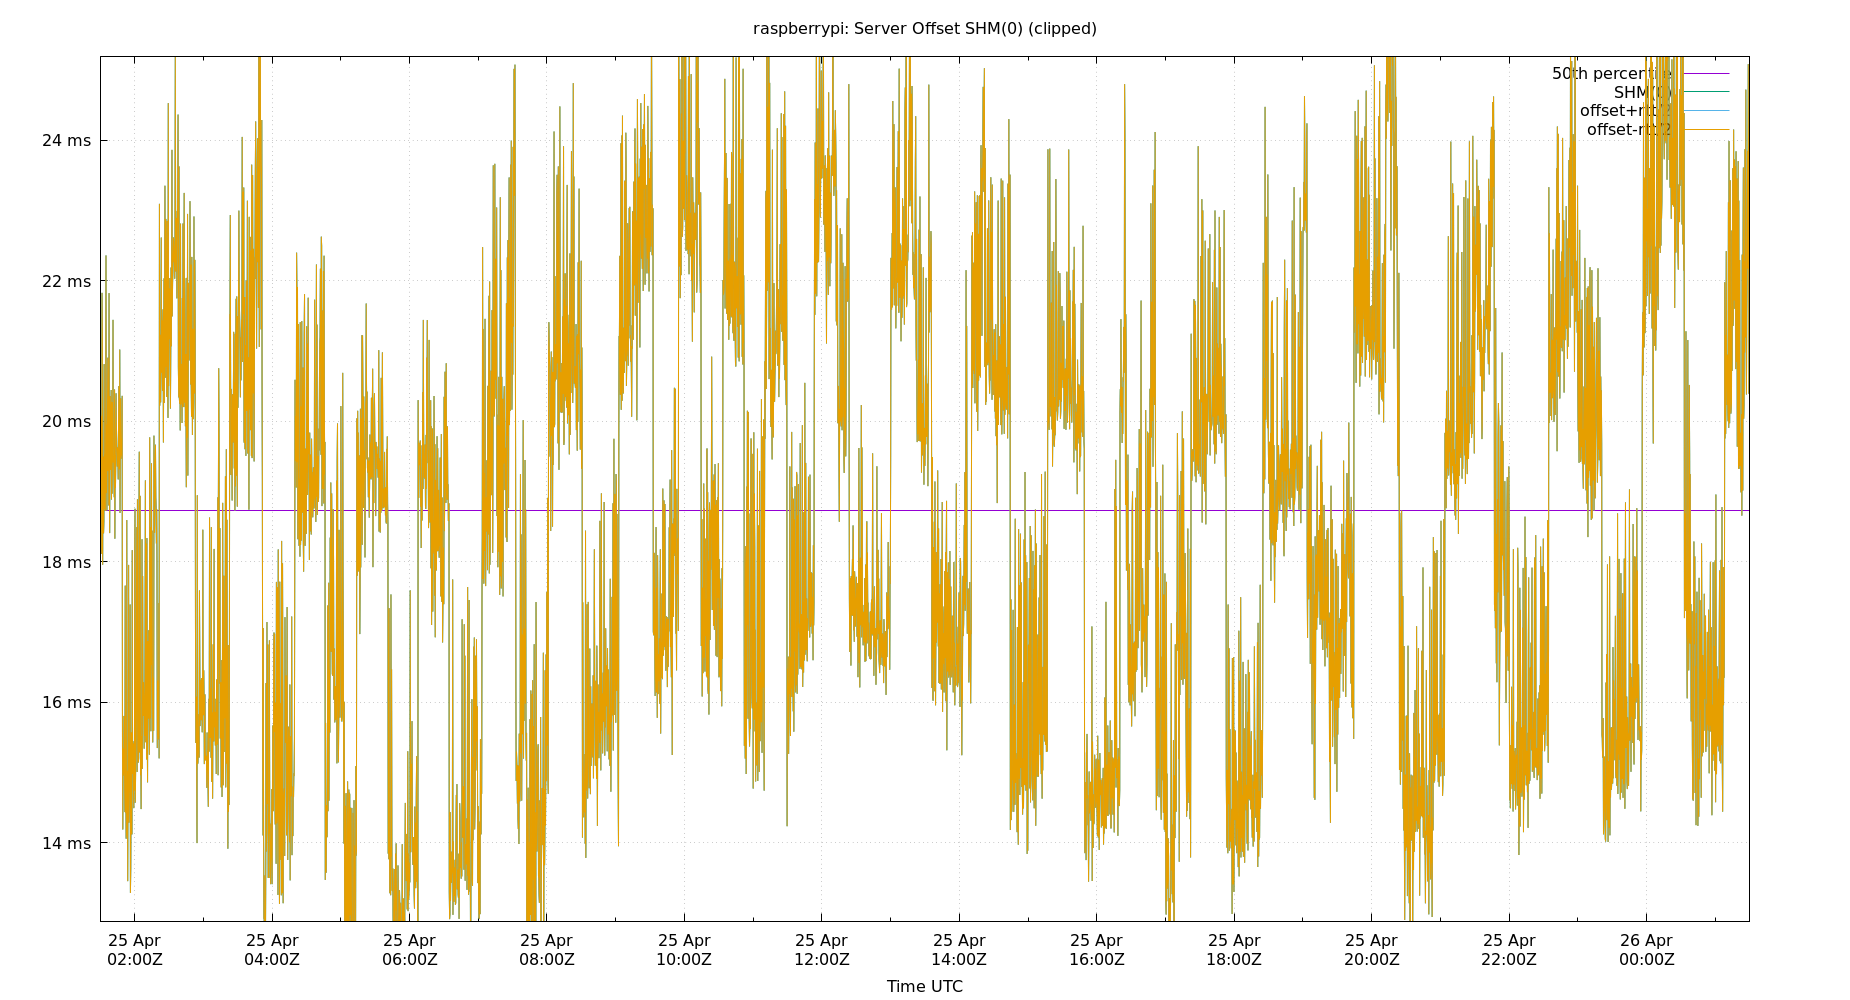 raspberrypi: Server Offset SHM(0) (clipped)
50th percentile
SHM(0)
offset+rtt/2
offset-rtt/2
24 ms
22 ms
20 ms
18 ms
16 ms
14 ms
25 Apr 25 Apr 25 Apr 25 Apr 25 Apr 25 Apr 25 Apr 25 Apr 25 Apr 25 Apr 25 Apr 26 Apr
02:00Z 04:00Z 06:00Z 08:00Z 10:00Z 12:00Z 14:00Z 16:00Z 18:00Z 20:00Z 22:00Z 00:00Z
Time UTC